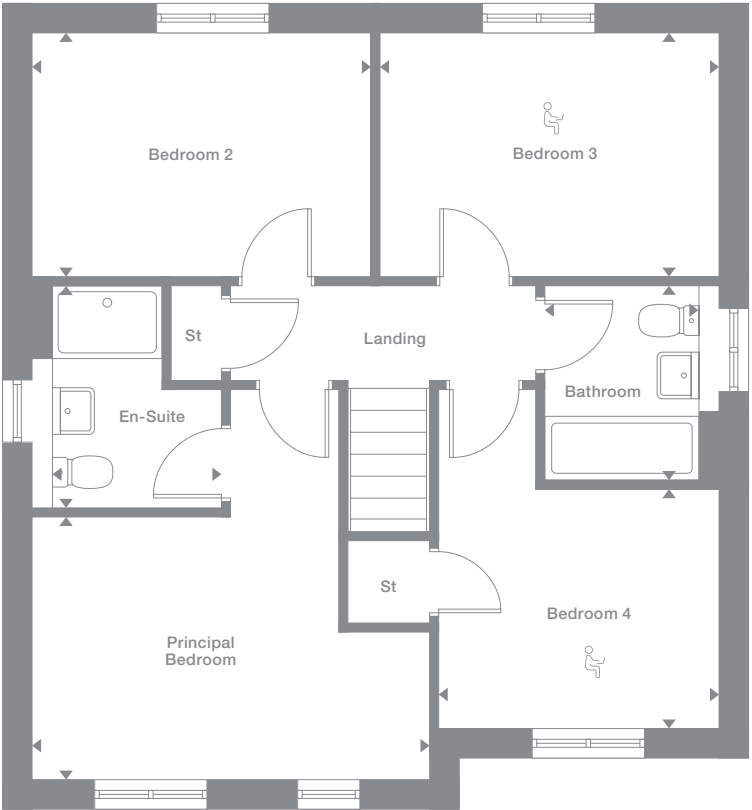 Bedroom 2
Bedroom 3
St
Landing
Bathroom
En-Suite
St
Bedroom 4
Principal
Bedroom